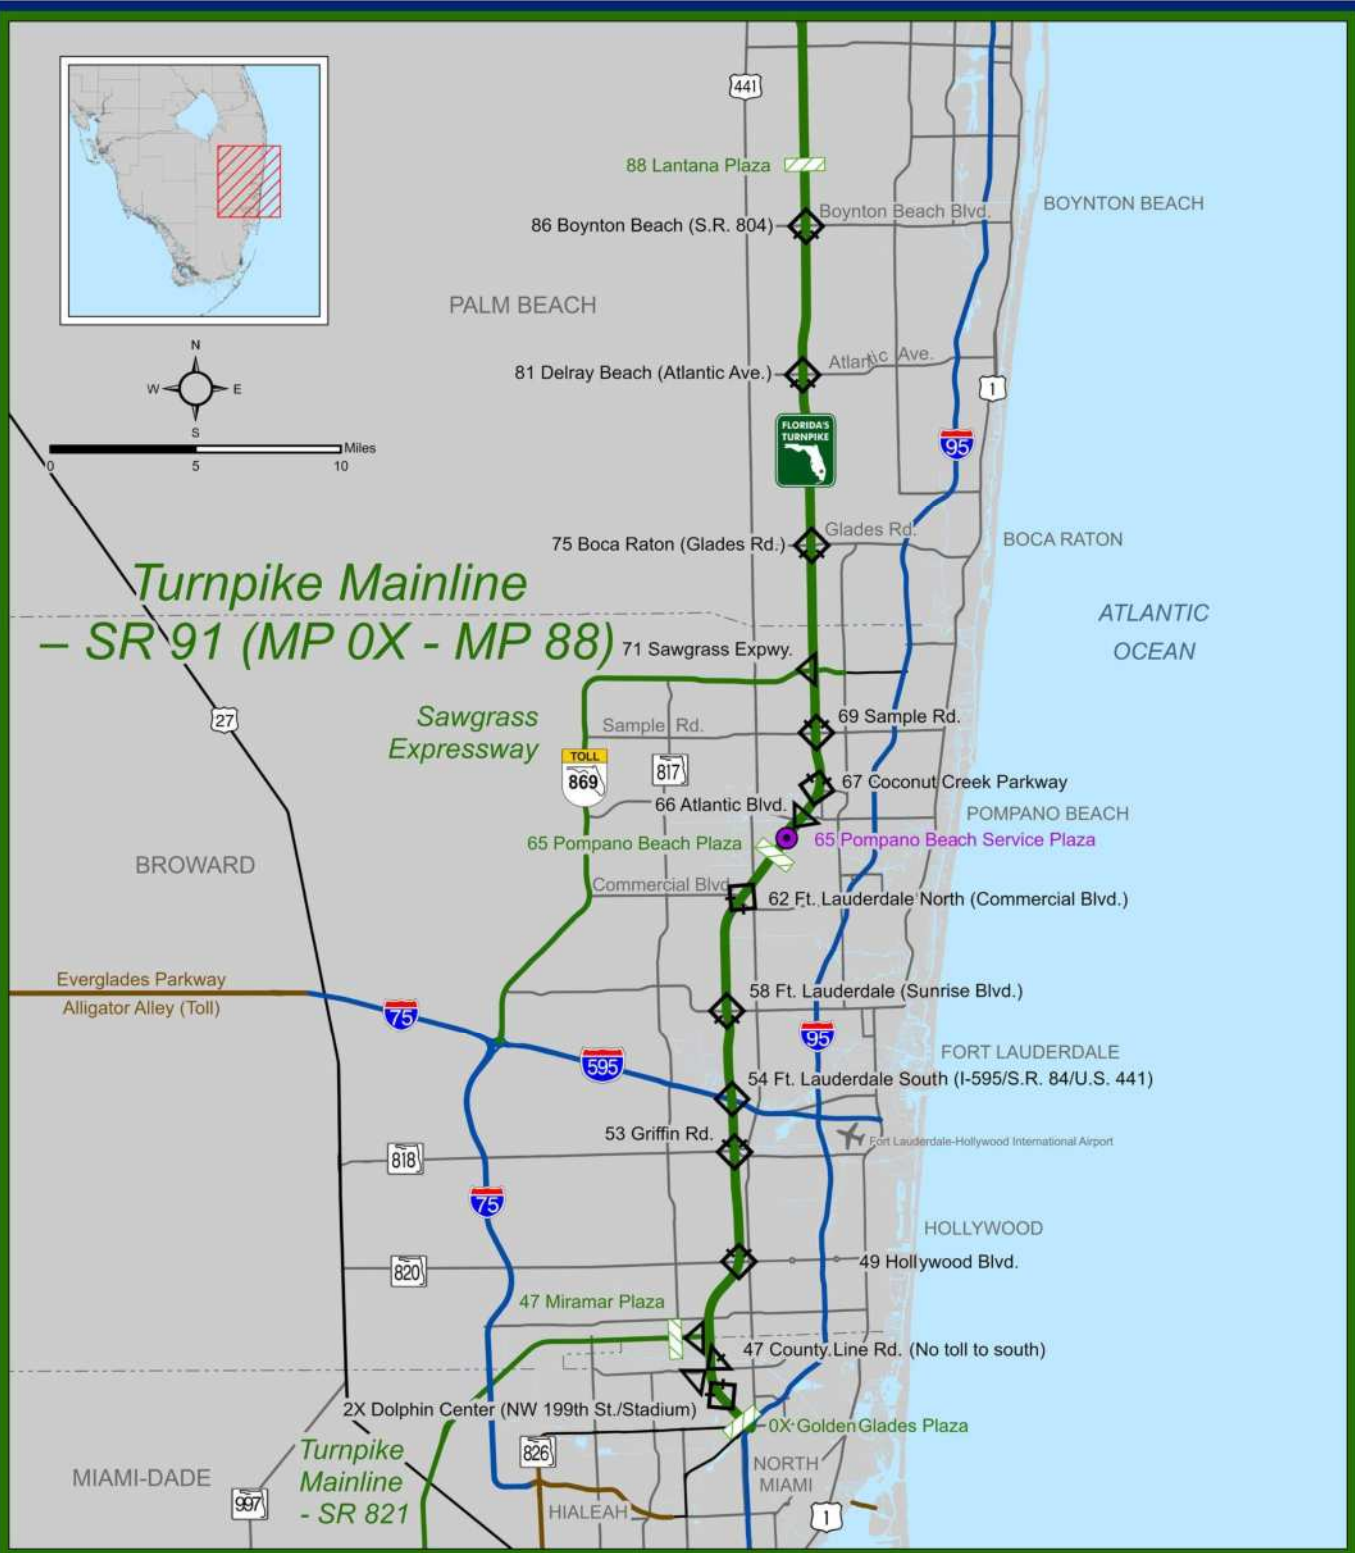 441
88 Lantana Plaza
Boynton Beach Blvd.
BOYNTON BEACH
86 Boynton Beach (S.R. 804)
PALM BEACH
N
W E
S
Miles
0 5 10
81 Delray Beach (Atlantic Ave.)
Atlantic Ave.
1
FLORIDA'S
TURNPIKE
95
75 Boca Raton (Glades Rd.)
Glades Rd.
BOCA RATON
Turnpike Mainline
– SR 91 (MP 0X - MP 88)
ATLANTIC
OCEAN
71 Sawgrass Expwy.
27
Sawgrass
Expressway
Sample Rd.
69 Sample Rd.
TOLL
869
817
67 Coconut Creek Parkway
66 Atlantic Blvd.
POMPANO BEACH
65 Pompano Beach Plaza
65 Pompano Beach Service Plaza
BROWARD
Commercial Blvd
62 Ft. Lauderdale North (Commercial Blvd.)
Everglades Parkway
Alligator Alley (Toll)
75
58 Ft. Lauderdale (Sunrise Blvd.)
95
595
FORT LAUDERDALE
54 Ft. Lauderdale South (I-595/S.R. 84/U.S. 441)
53 Griffin Rd.
Fort Lauderdale-Hollywood International Airport
818
75
HOLLYWOOD
820
49 Hollywood Blvd.
47 Miramar Plaza
47 County Line Rd. (No toll to south)
2X Dolphin Center (NW 199th St./Stadium)
0X Golden Glades Plaza
826
Turnpike
Mainline
- SR 821
MIAMI-DADE
997
NORTH
MIAMI
HIALEAH
1